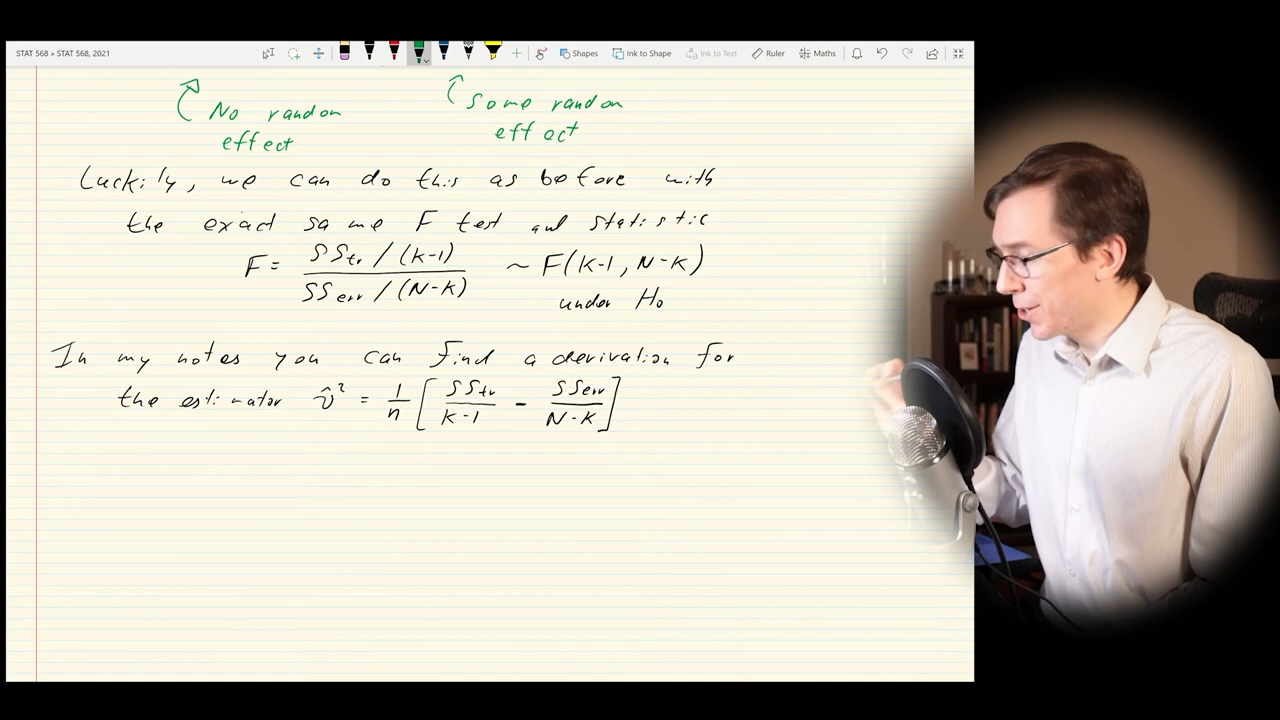 STAT 568 » STAT 568, 2021
Shapes
Ink to Shape
Ink to Text
Ruler
Maths
No random
effect
Some random
effect
Luckily, we can do this as before with
the exact same F test and statistic
F = SStr / (K-1) / SSerr / (N-K) ~ F(K-1, N-K)
under H₀
In my notes you can find a derivation for
the estimator ν̂² = 1/n [ SStr / K-1 - SSerr / N-K ]